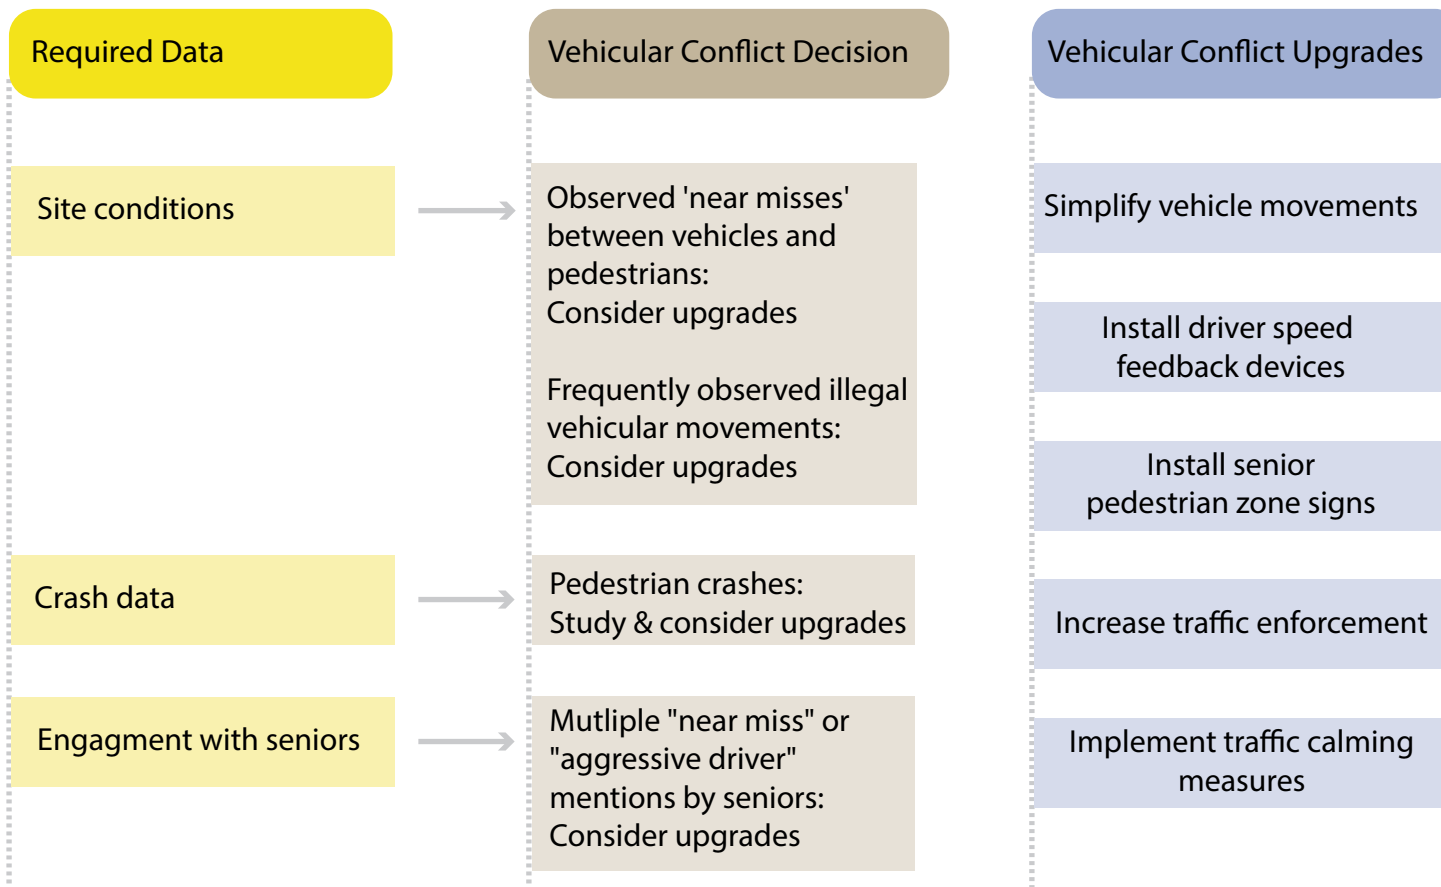 Required Data
Vehicular Conflict Decision
Vehicular Conflict Upgrades
Site conditions
Observed 'near misses'
between vehicles and
pedestrians:
Consider upgrades
Frequently observed illegal
vehicular movements:
Consider upgrades
Crash data
Pedestrian crashes:
Study & consider upgrades
Engagment with seniors
Mutliple "near miss" or
"aggressive driver"
mentions by seniors:
Consider upgrades
Simplify vehicle movements
Install driver speed
feedback devices
Install senior
pedestrian zone signs
Increase traffic enforcement
Implement traffic calming
measures